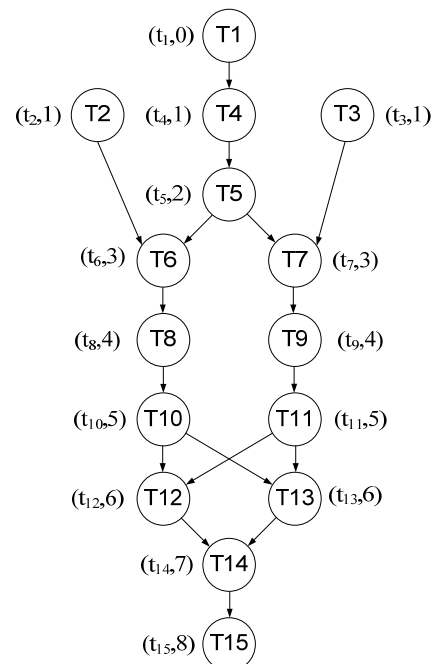 (t₁,0) T1
(t₂,1) T2 (t₄,1) T4 T3 (t₃,1)
(t₅,2) T5
(t₆,3) T6 T7 (t₇,3)
(t₈,4) T8 T9 (t₉,4)
(t₁₀,5) T10 T11 (t₁₁,5)
(t₁₂,6) T12 T13 (t₁₃,6)
(t₁₄,7) T14
(t₁₅,8) T15